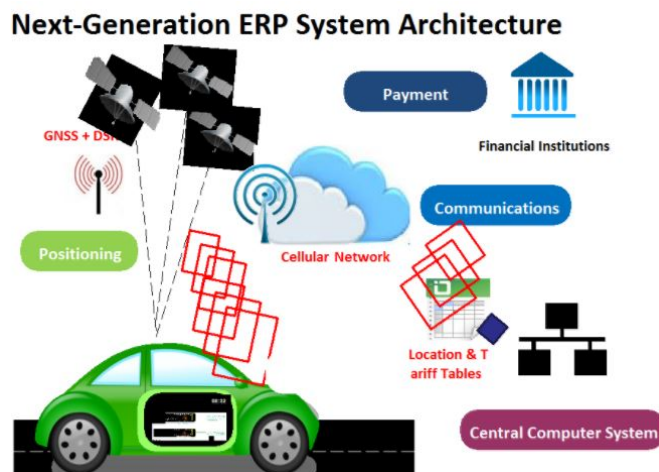 Next-Generation ERP System Architecture
Payment
GNSS + DS
Financial Institutions
Communications
Positioning
Cellular Network
Location & T
ariff Tables
Central Computer System